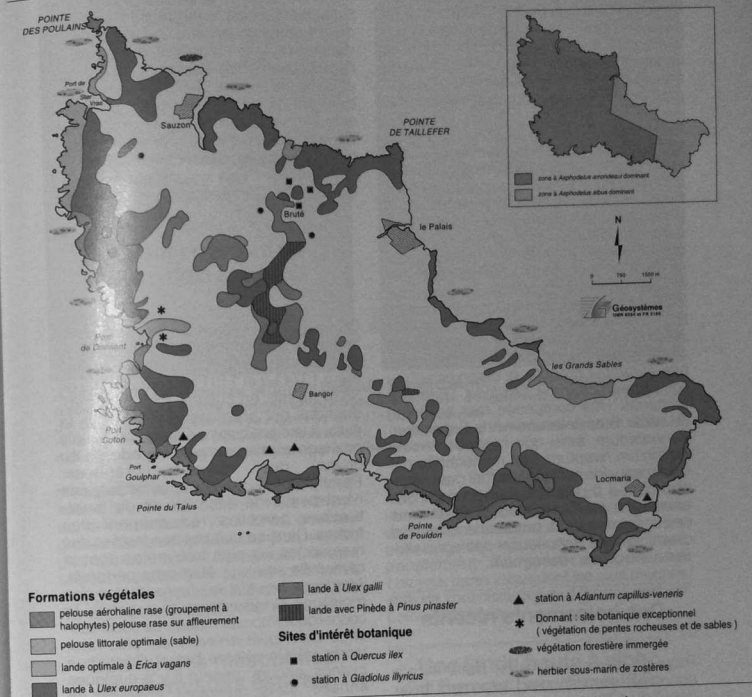 POINTE
DES POULAINS
Port de
Ster
Vraz
Sauzon
POINTE
DE TAILLEFER
Bruté
le Palais
zone à Asphodelus arrondeaui dominant
zone à Asphodelus albus dominant
N
0 750 1500 m
Géosystèmes
Port
de Donnant
les Grands Sables
Bangor
Port
Coton
Port
Goulphar
Pointe du Talus
Locmaria
Pointe
de Pouldon
Formations végétales
pelouse aérohaline rase (groupement à
halophytes) pelouse rase sur affleurement
pelouse littorale optimale (sable)
lande optimale à Erica vagans
lande à Ulex europaeus
lande à Ulex gallii
lande avec Pinède à Pinus pinaster
Sites d'intérêt botanique
station à Quercus ilex
station à Gladiolus illyricus
station à Adiantum capillus-veneris
Donnant : site botanique exceptionnel
( végétation de pentes rocheuses et de sables )
végétation forestière immergée
herbier sous-marin de zostères